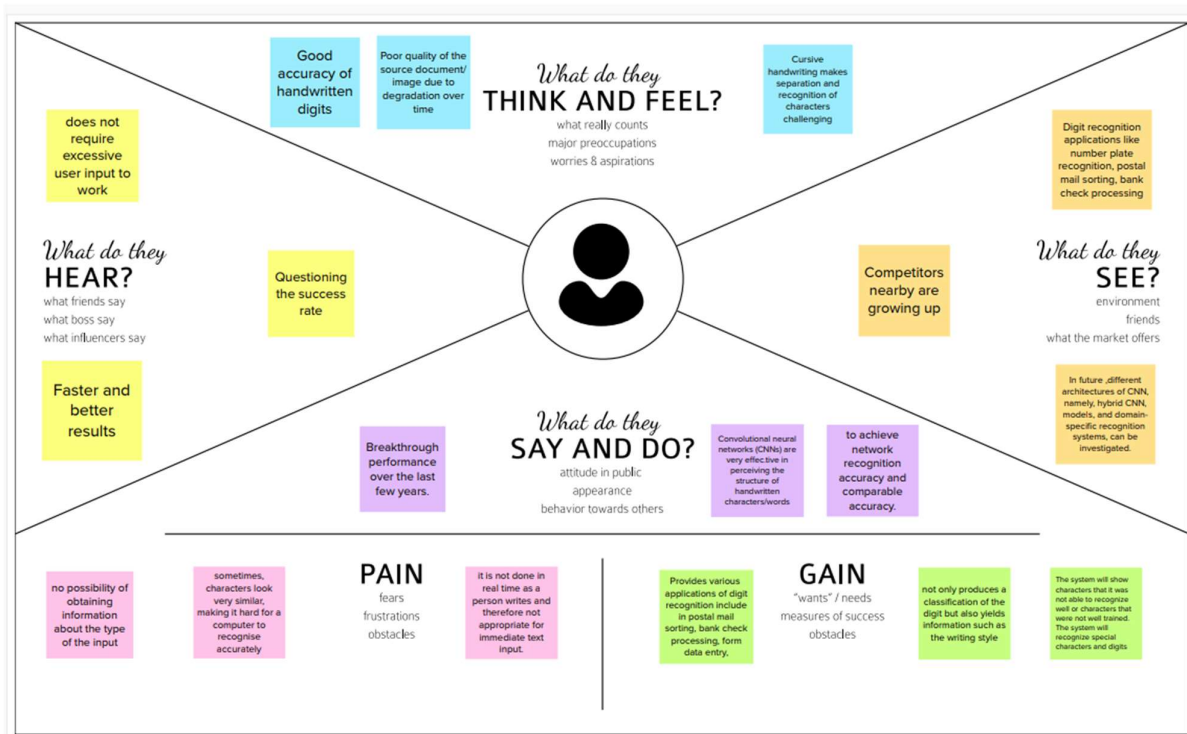 Good
accuracy of
handwritten
digits
Poor quality of the
source document/
image due to
degradation over
time
What do they
THINK AND FEEL?
what really counts
major preoccupations
worries & aspirations
Cursive
handwriting makes
separation and
recognition of
characters
challenging
does not
require
excessive
user input to
work
Digit recognition
applications like
number plate
recognition, postal
mail sorting, bank
check processing
What do they
HEAR?
what friends say
what boss say
what influencers say
Questioning
the success
rate
Competitors
nearby are
growing up
What do they
SEE?
environment
friends
what the market offers
Faster and
better
results
In future ,different
architectures of CNN,
namely, hybrid CNN,
models, and domain-
specific recognition
systems, can be
investigated.
Breakthrough
performance
over the last
few years.
What do they
SAY AND DO?
attitude in public
appearance
behavior towards others
Convolutional neural
networks (CNNs) are
very effec.tive in
perceiving the
structure of
handwritten
characters/words
to achieve
network
recognition
accuracy and
comparable
accuracy.
no possibility of
obtaining
information
about the type
of the input
sometimes,
characters look
very similar,
making it hard for a
computer to
recognise
accurately
PAIN
fears
frustrations
obstacles
it is not done in
real time as a
person writes and
therefore not
appropriate for
immediate text
input.
Provides various
applications of digit
recognition include
in postal mail
sorting, bank check
processing, form
data entry,
GAIN
"wants" / needs
measures of success
obstacles
not only produces a
classification of the
digit but also yields
information such as
the writing style
The system will show
characters that it was
not able to recognize
well or characters that
were not well trained.
The system will
recognize special
characters and digits